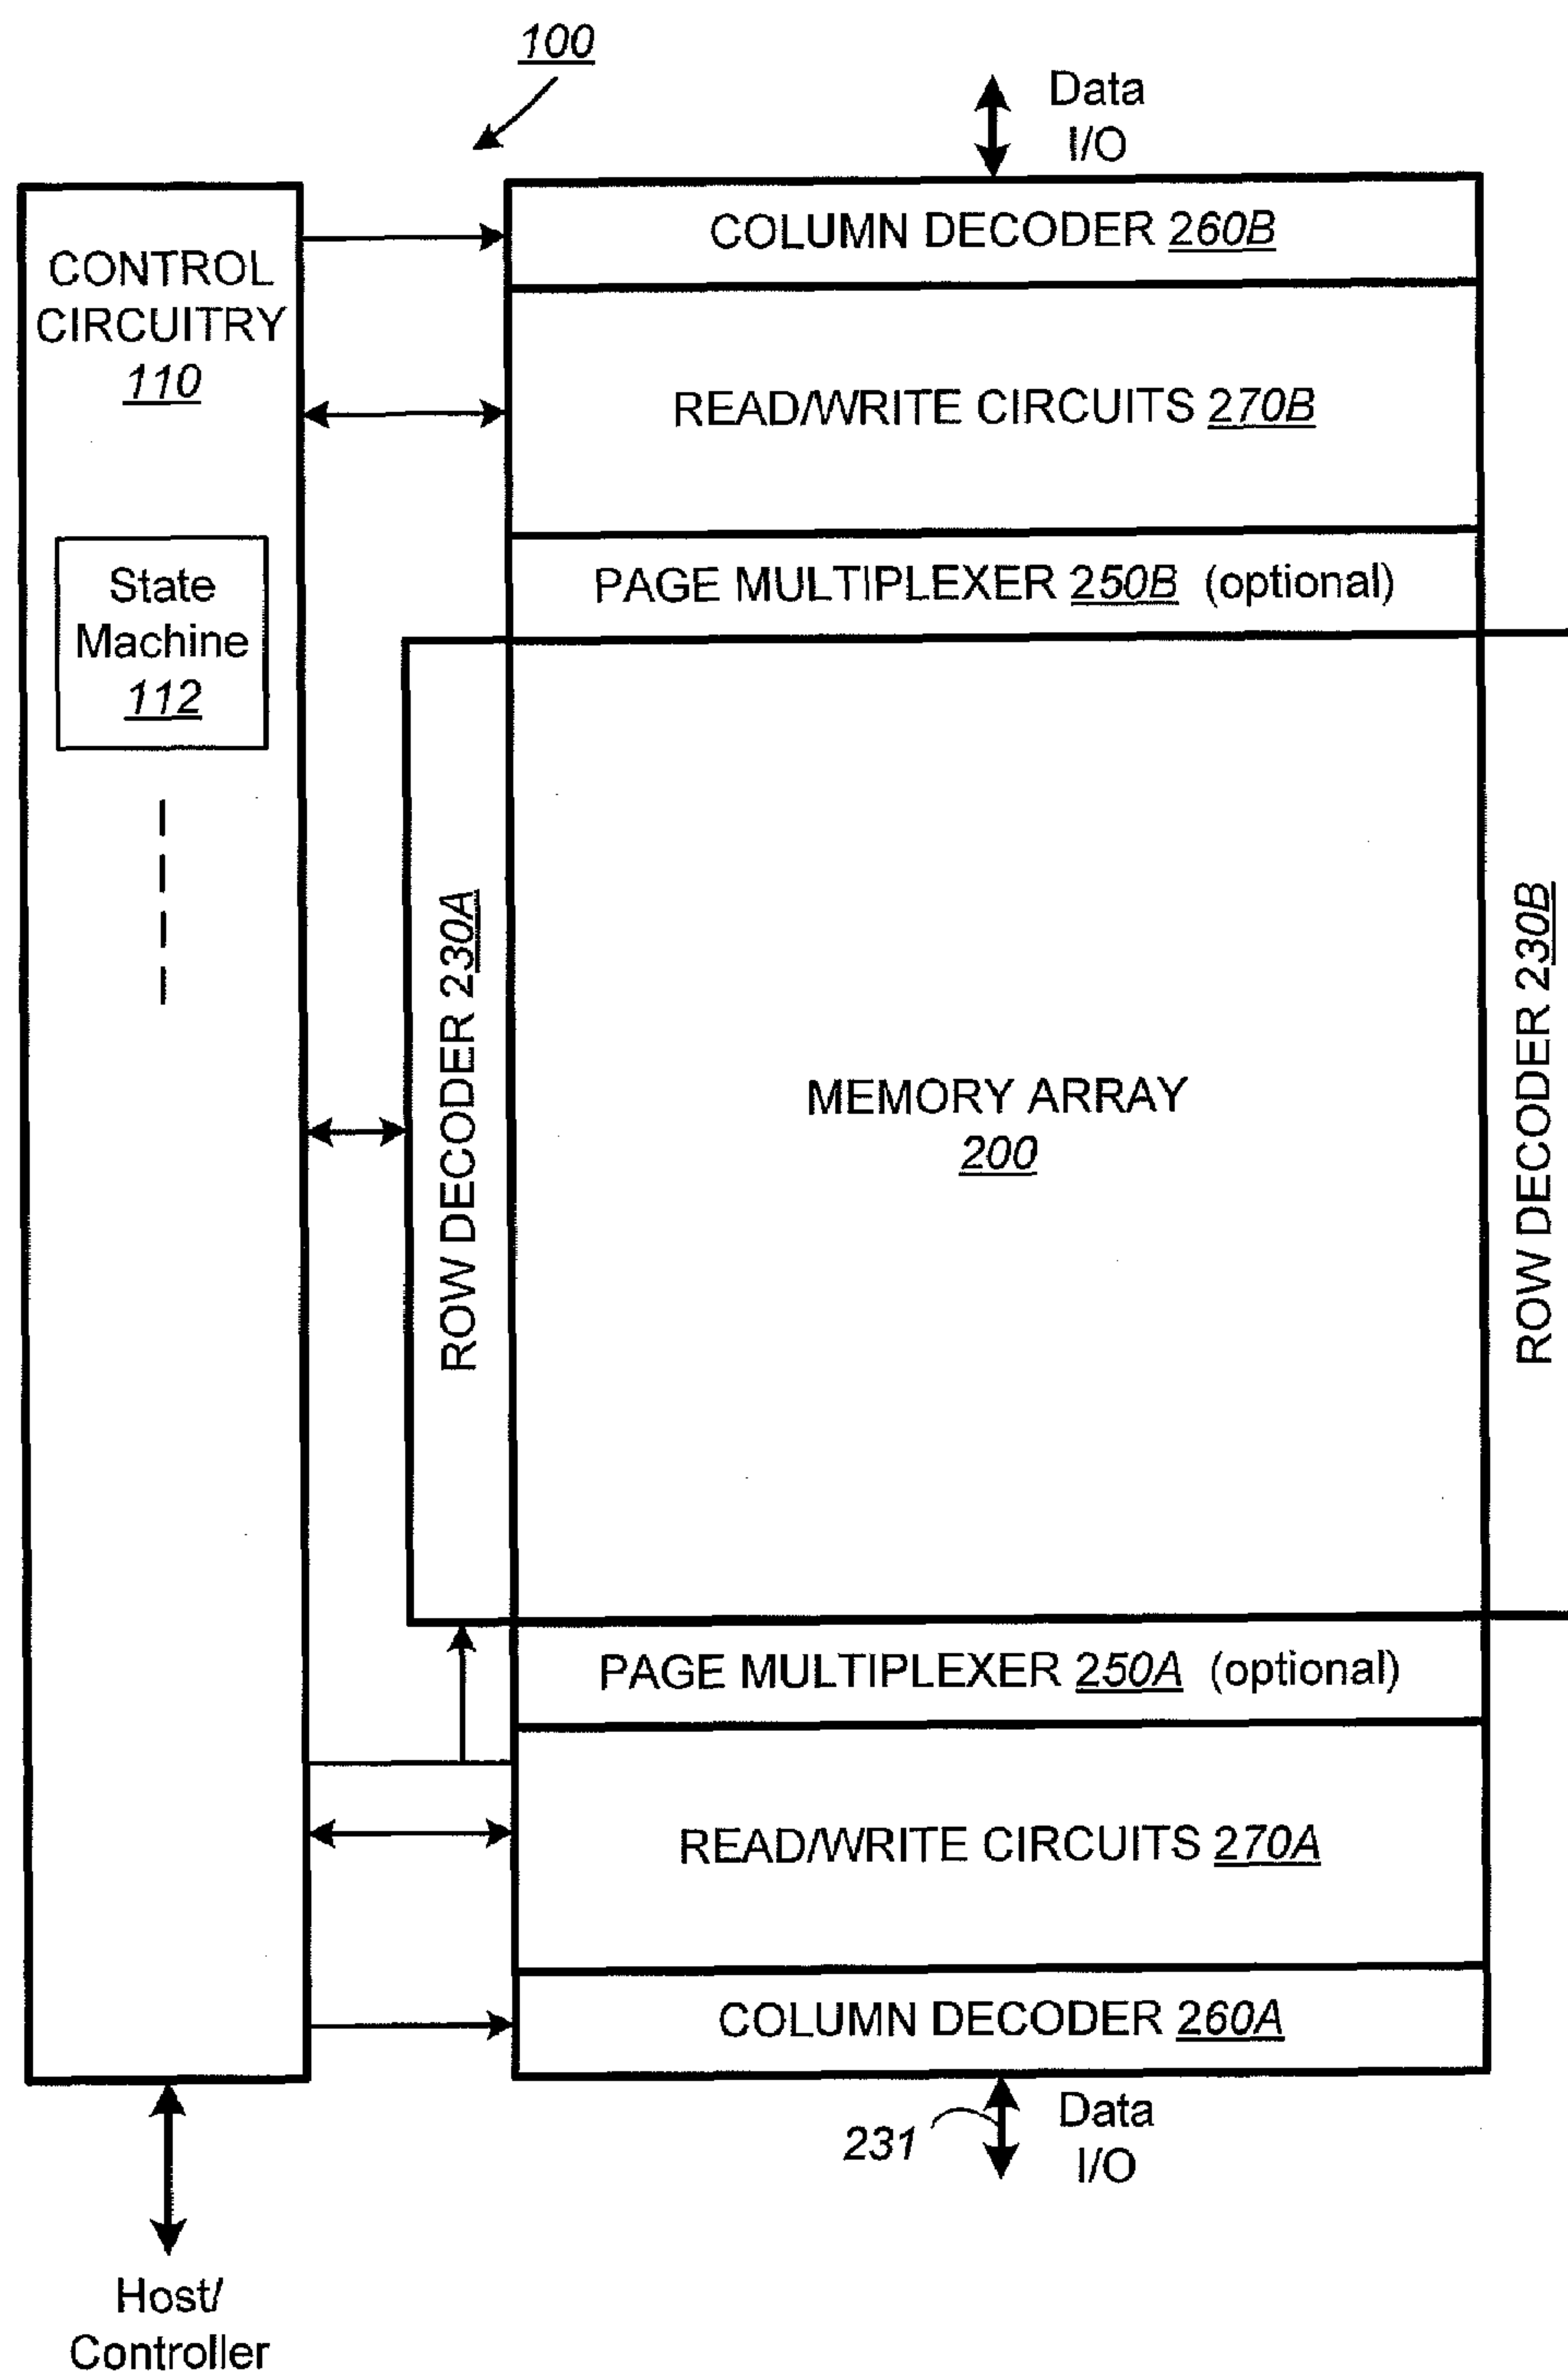 100
Data
I/O
COLUMN DECODER 260B
CONTROL
CIRCUITRY
110
READ/WRITE CIRCUITS 270B
State
Machine
112
PAGE MULTIPLEXER 250B (optional)
ROW DECODER 230A
MEMORY ARRAY
200
ROW DECODER 230B
PAGE MULTIPLEXER 250A (optional)
READ/WRITE CIRCUITS 270A
COLUMN DECODER 260A
231
Data
I/O
Host/
Controller